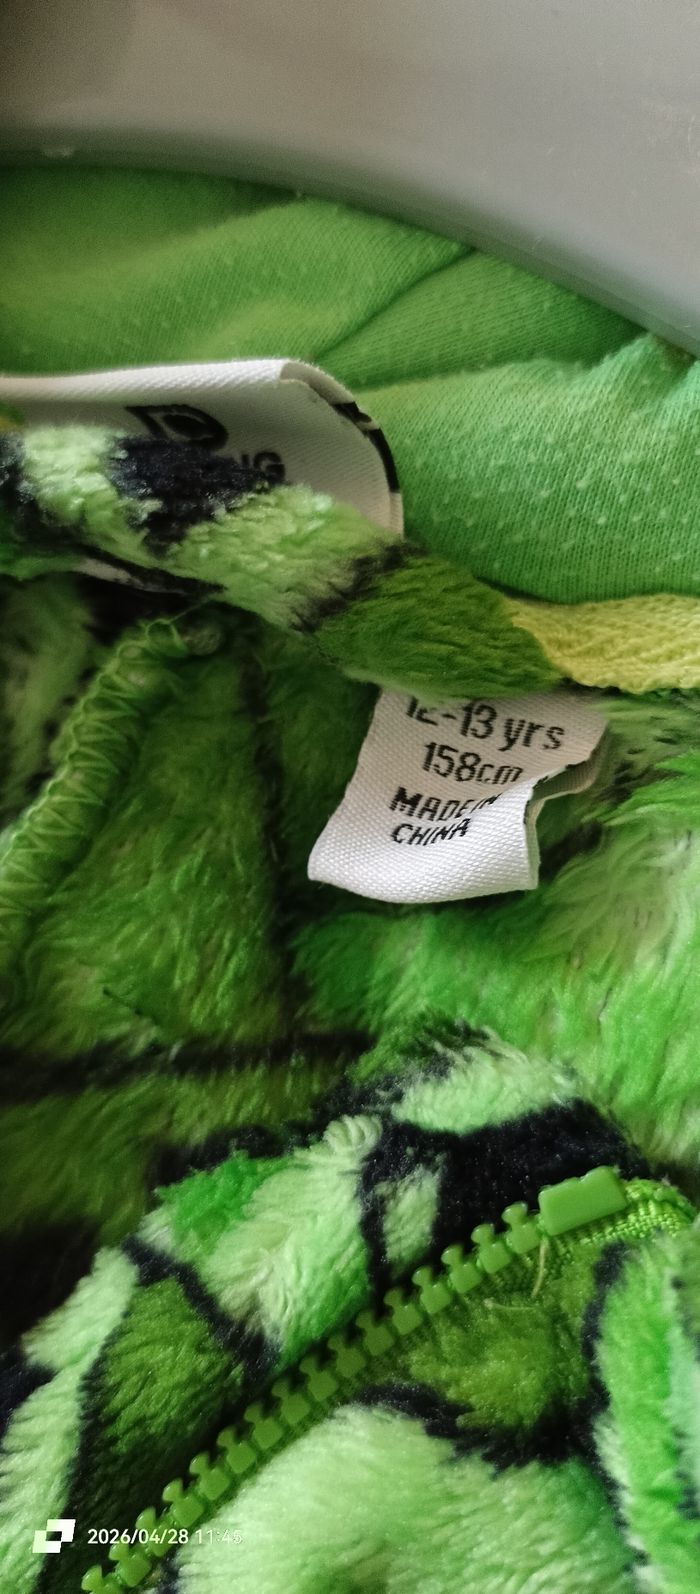 12-13 yrs
158cm
MADE IN
CHINA
2026/04/28 11:45